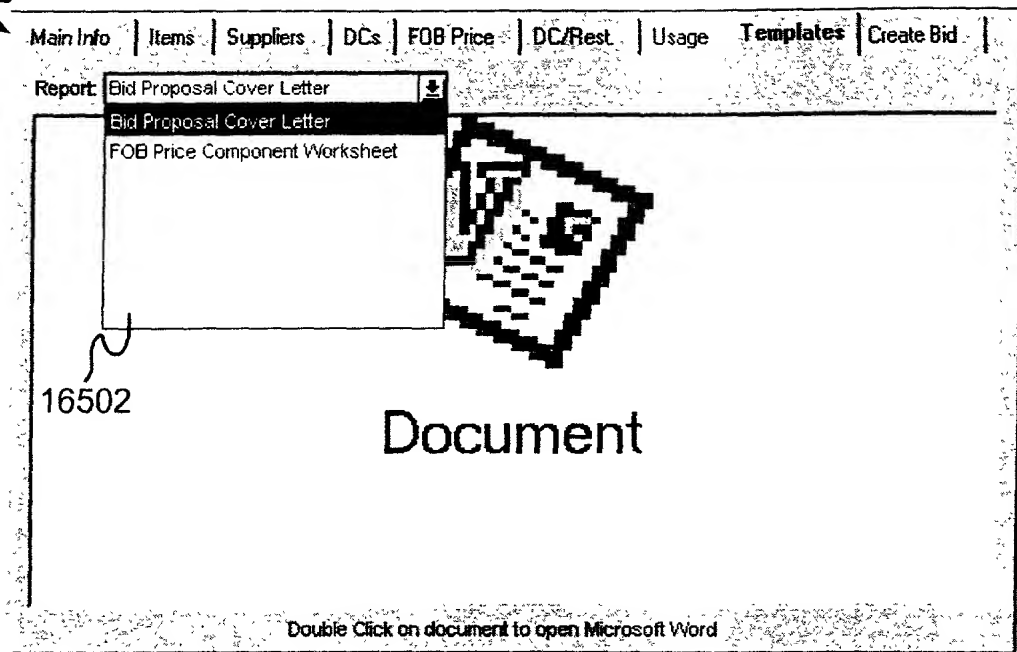 Main Info Items Suppliers DCs FOB Price DC/Rest. Usage Templates Create Bid
Report: Bid Proposal Cover Letter
Bid Proposal Cover Letter
FOB Price Component Worksheet
16502
Document
Double Click on document to open Microsoft Word